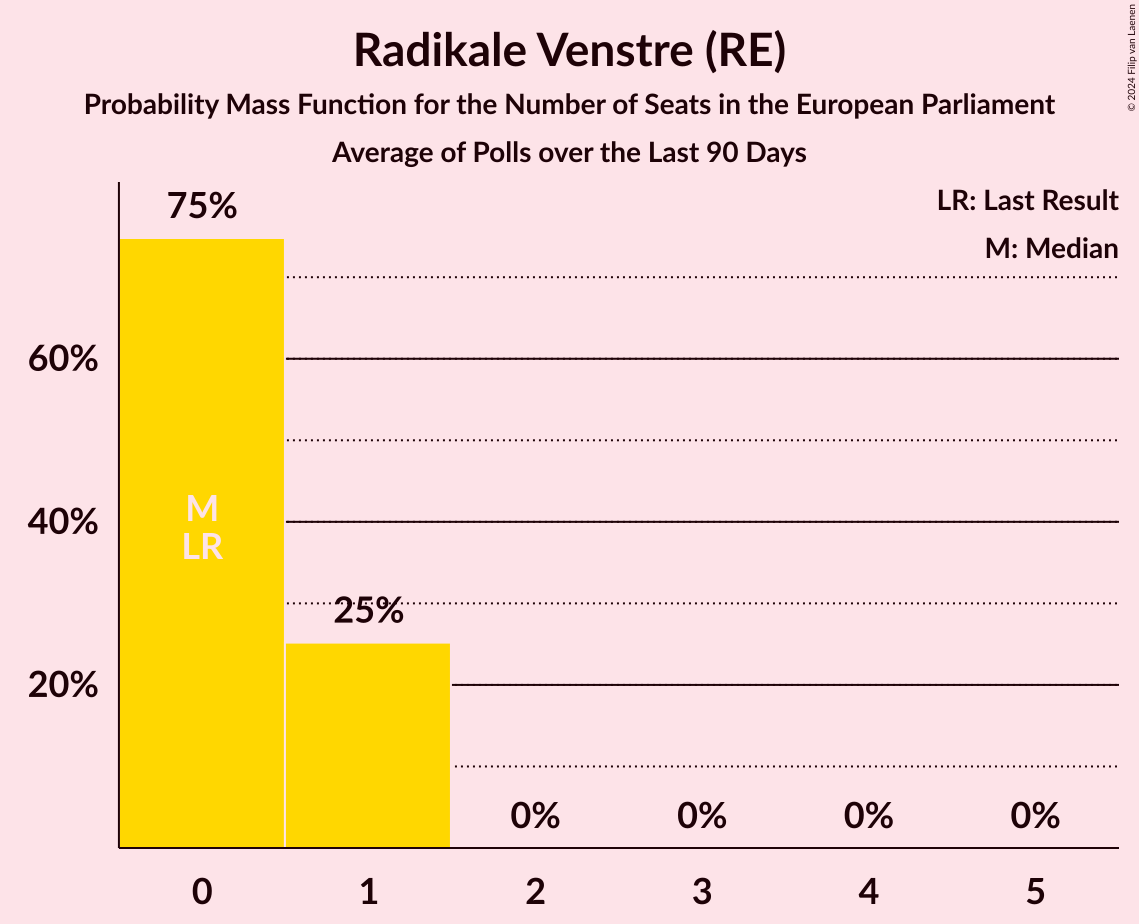 Radikale Venstre (RE)
Probability Mass Function for the Number of Seats in the European Parliament
Average of Polls over the Last 90 Days
© 2024 Filip van Laenen
LR: Last Result
M: Median
75%
60%
40%
20%
M
LR
25%
0% 0% 0% 0%
0 1 2 3 4 5